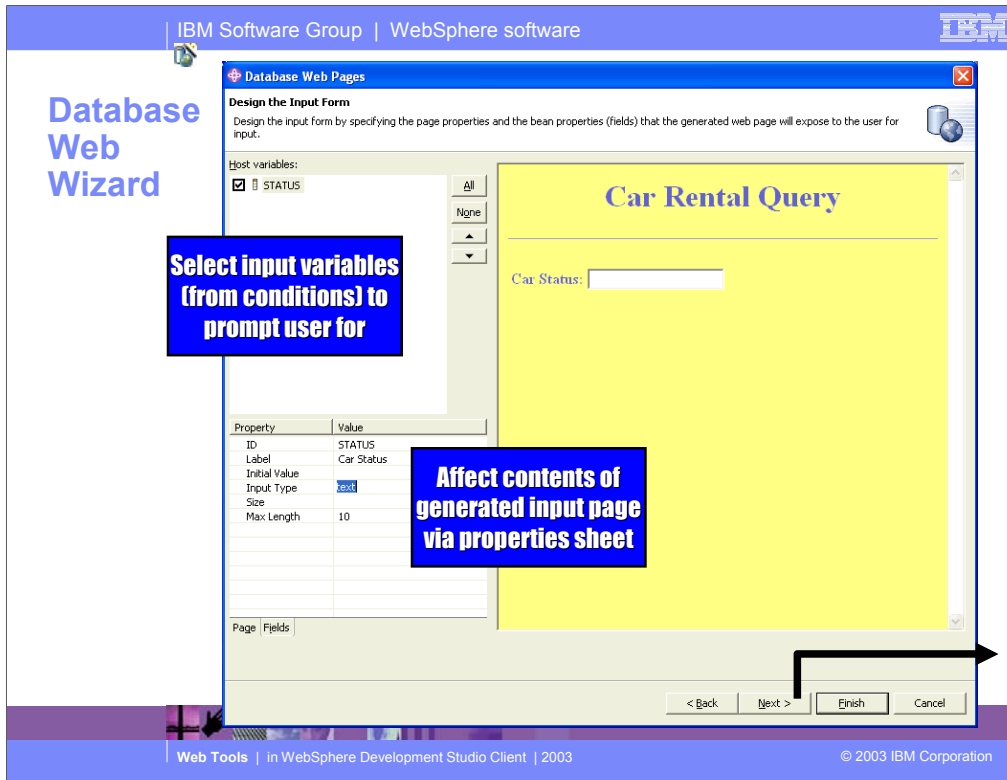 IBM Software Group | WebSphere software
IBM
Database
Web
Wizard
Database Web Pages
Design the Input Form
Design the input form by specifying the page properties and the bean properties (fields) that the generated web page will expose to the user for
input.
Host variables:
STATUS
All
None
Select input variables
(from conditions) to
prompt user for
Car Rental Query
Car Status:
Property Value
ID STATUS
Label Car Status
Initial Value
Input Type text
Size
Max Length 10
Affect contents of
generated input page
via properties sheet
Page Fields
< Back Next > Finish Cancel
Web Tools | in WebSphere Development Studio Client | 2003
© 2003 IBM Corporation